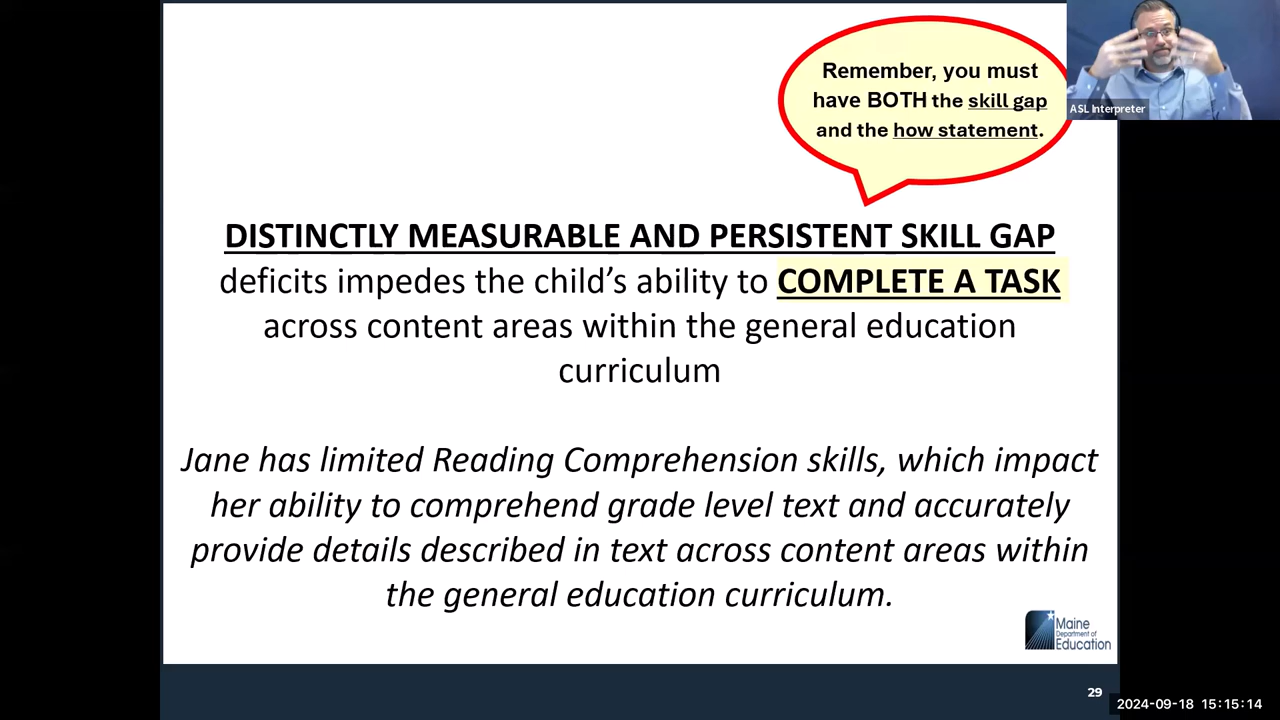 Remember, you must
have BOTH the skill gap
and the how statement.
ASL Interpreter
DISTINCTLY MEASURABLE AND PERSISTENT SKILL GAP
deficits impedes the child’s ability to COMPLETE A TASK
across content areas within the general education
curriculum
Jane has limited Reading Comprehension skills, which impact
her ability to comprehend grade level text and accurately
provide details described in text across content areas within
the general education curriculum.
Maine
Department of
Education
29
2024-09-18 15:15:14